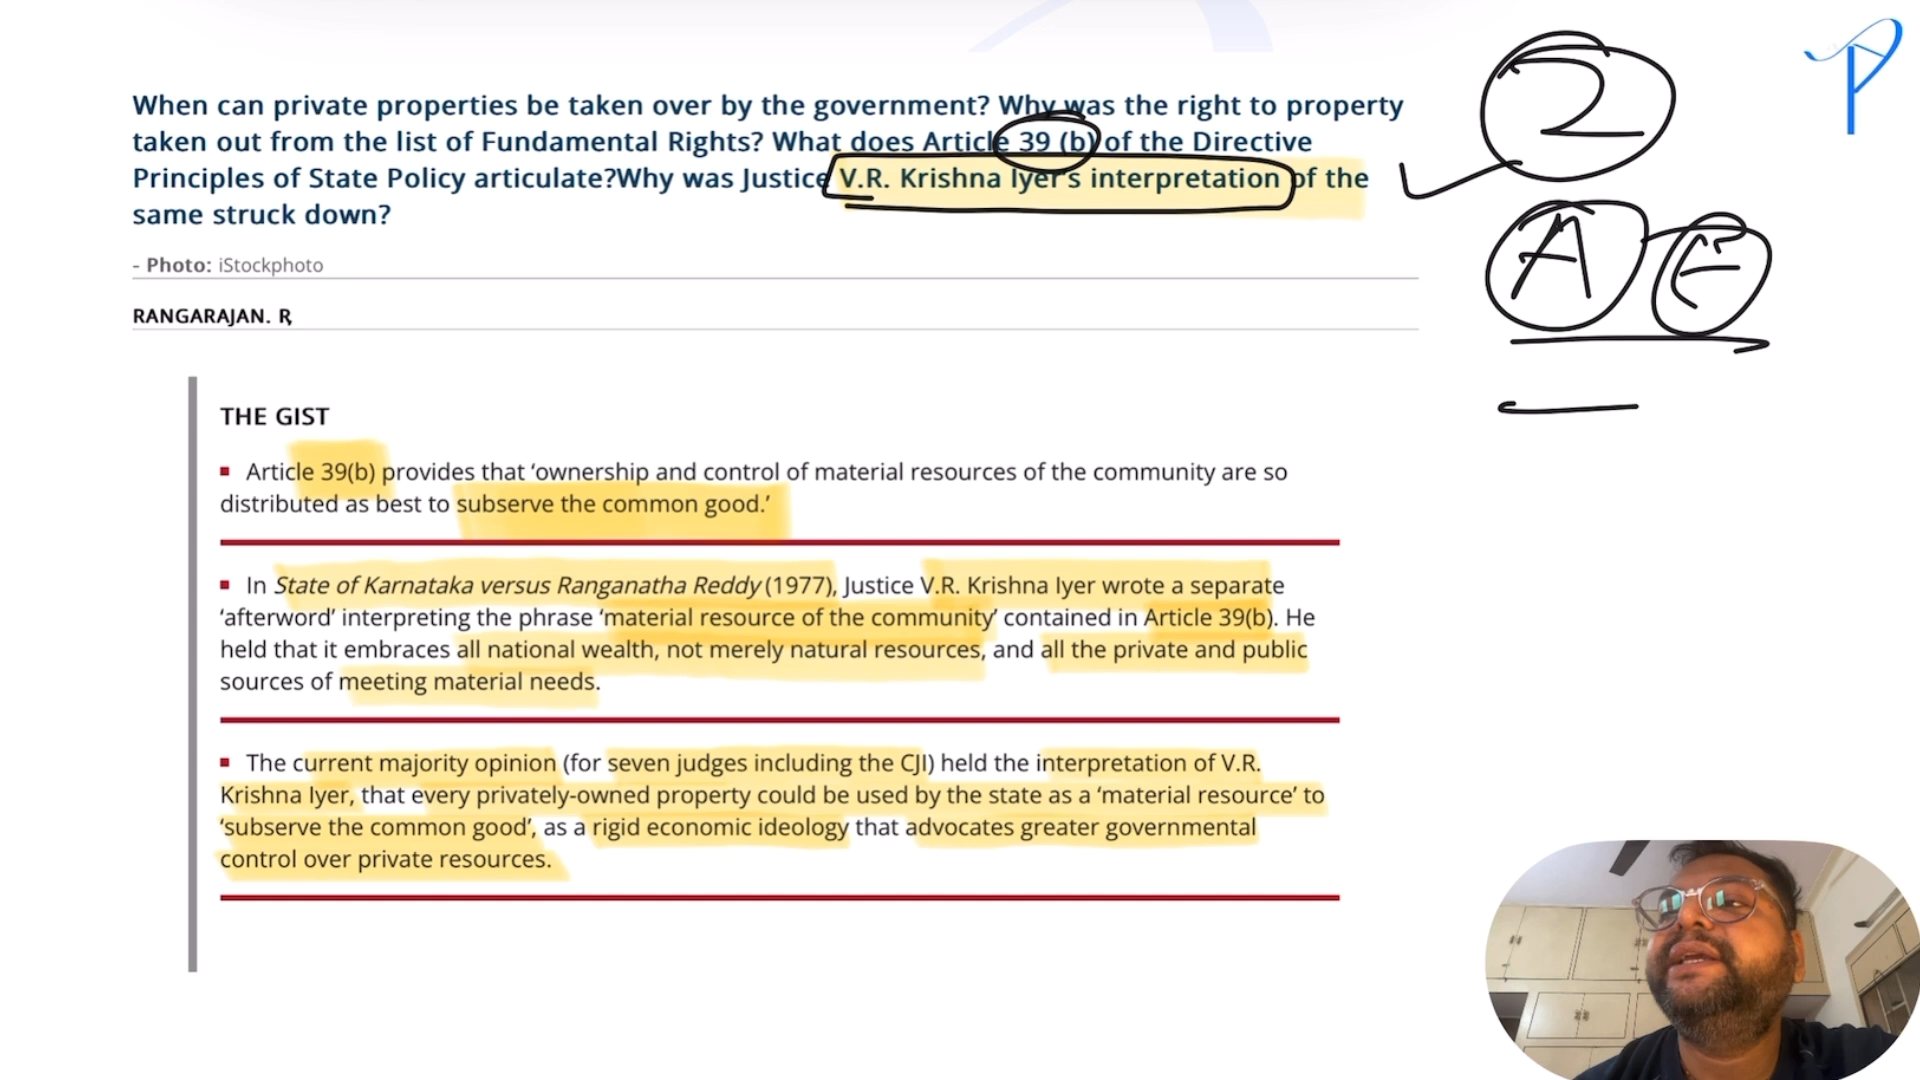 When can private properties be taken over by the government? Why was the right to property
taken out from the list of Fundamental Rights? What does Article 39 (b) of the Directive
Principles of State Policy articulate?Why was Justice V.R. Krishna Iyer's interpretation of the
same struck down?
- Photo: iStockphoto
RANGARAJAN. R
THE GIST
Article 39(b) provides that ‘ownership and control of material resources of the community are so
distributed as best to subserve the common good.’
In State of Karnataka versus Ranganatha Reddy (1977), Justice V.R. Krishna Iyer wrote a separate
‘afterword’ interpreting the phrase ‘material resource of the community’ contained in Article 39(b). He
held that it embraces all national wealth, not merely natural resources, and all the private and public
sources of meeting material needs.
The current majority opinion (for seven judges including the CJI) held the interpretation of V.R.
Krishna Iyer, that every privately-owned property could be used by the state as a ‘material resource’ to
‘subserve the common good’, as a rigid economic ideology that advocates greater governmental
control over private resources.
2
A